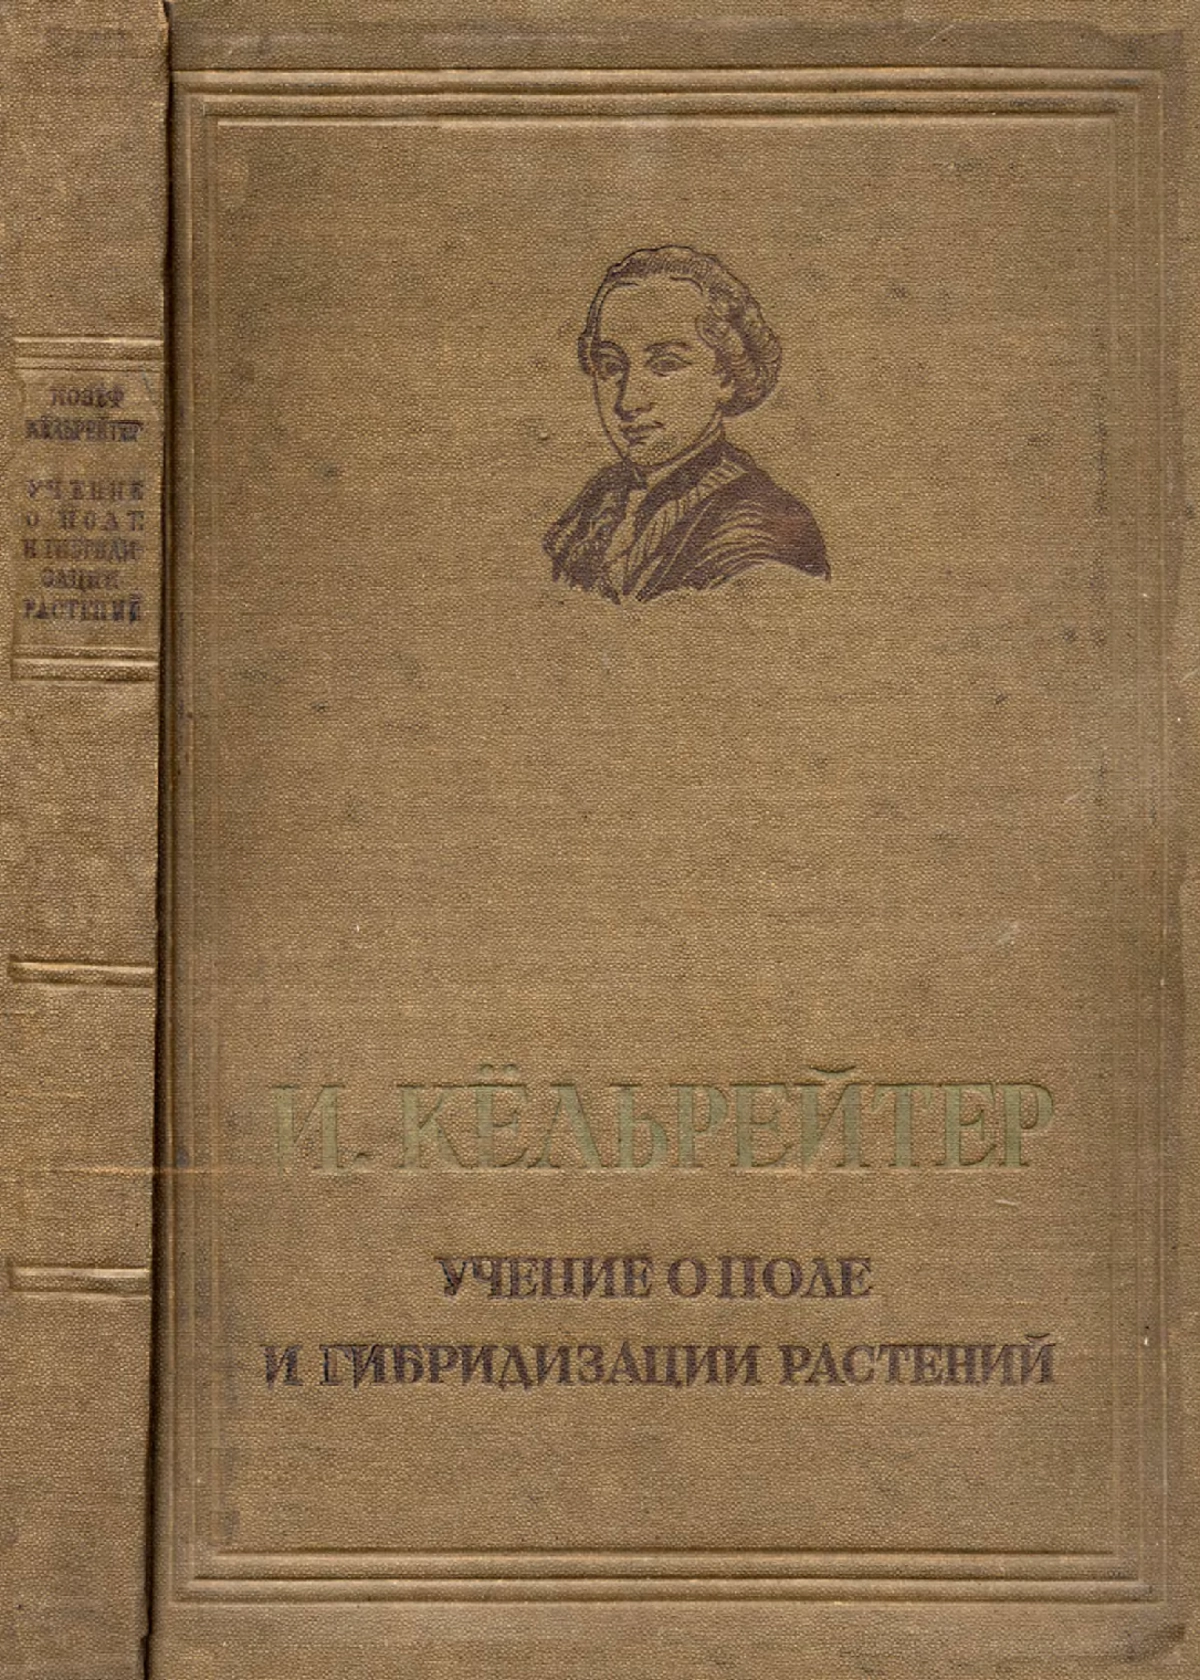 ИОЗЕФ
КЁЛЬРЕЙТЕР
УЧЕНИЕ
О ПОЛЕ
И ГИБРИДИ-
ЗАЦИИ
РАСТЕНИЙ
И. КЁЛЬРЕЙТЕР
УЧЕНИЕ О ПОЛЕ
И ГИБРИДИЗАЦИИ РАСТЕНИЙ